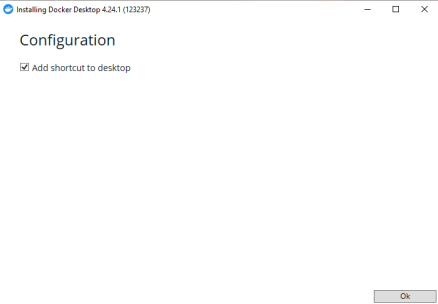 Installing Docker Desktop 4.24.1 (123237)
Configuration
Add shortcut to desktop
Ok